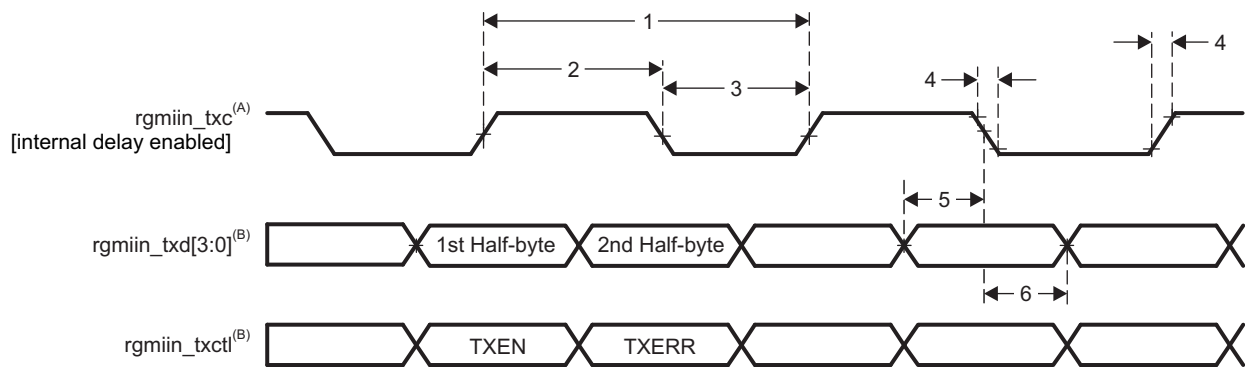 1
4
2
4
3
rgmiin_txc(A)
[internal delay enabled]
5
rgmiin_txd[3:0](B)
1st Half-byte
2nd Half-byte
6
rgmiin_txctl(B)
TXEN
TXERR